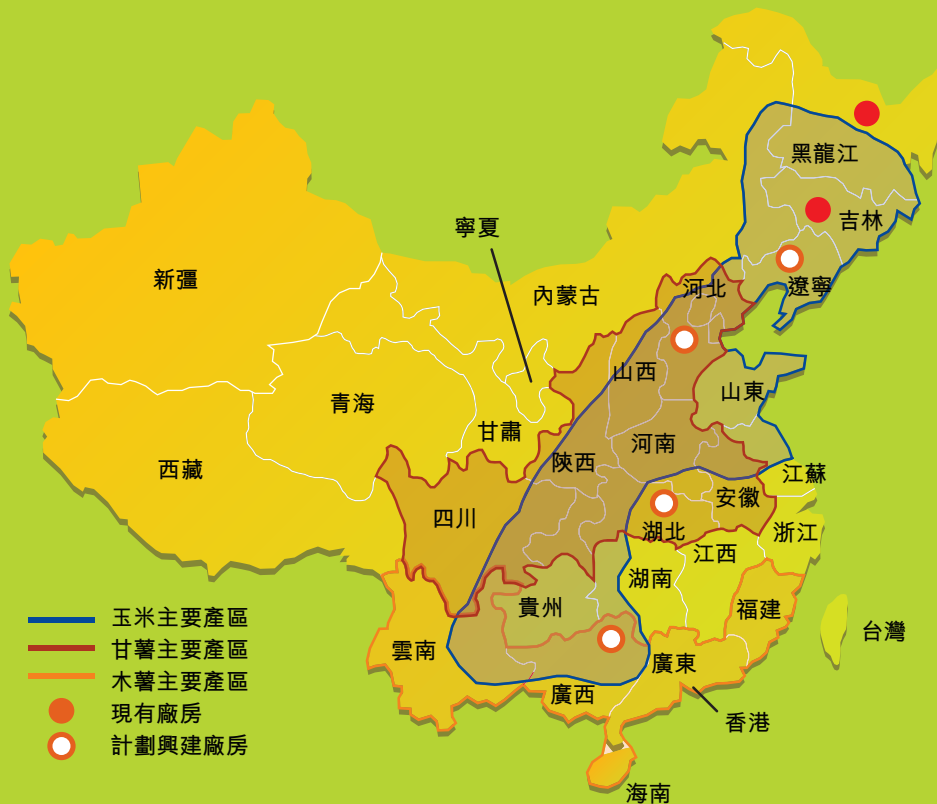 黑龍江
吉林
寧夏
新疆
內蒙古
河北
遼寧
山西
山東
青海
甘肅
河南
西藏
陝西
江蘇
四川
安徽
湖北
浙江
江西
湖南
貴州
福建
雲南
台灣
廣東
廣西
香港
海南
玉米主要產區
甘薯主要產區
木薯主要產區
現有廠房
計劃興建廠房